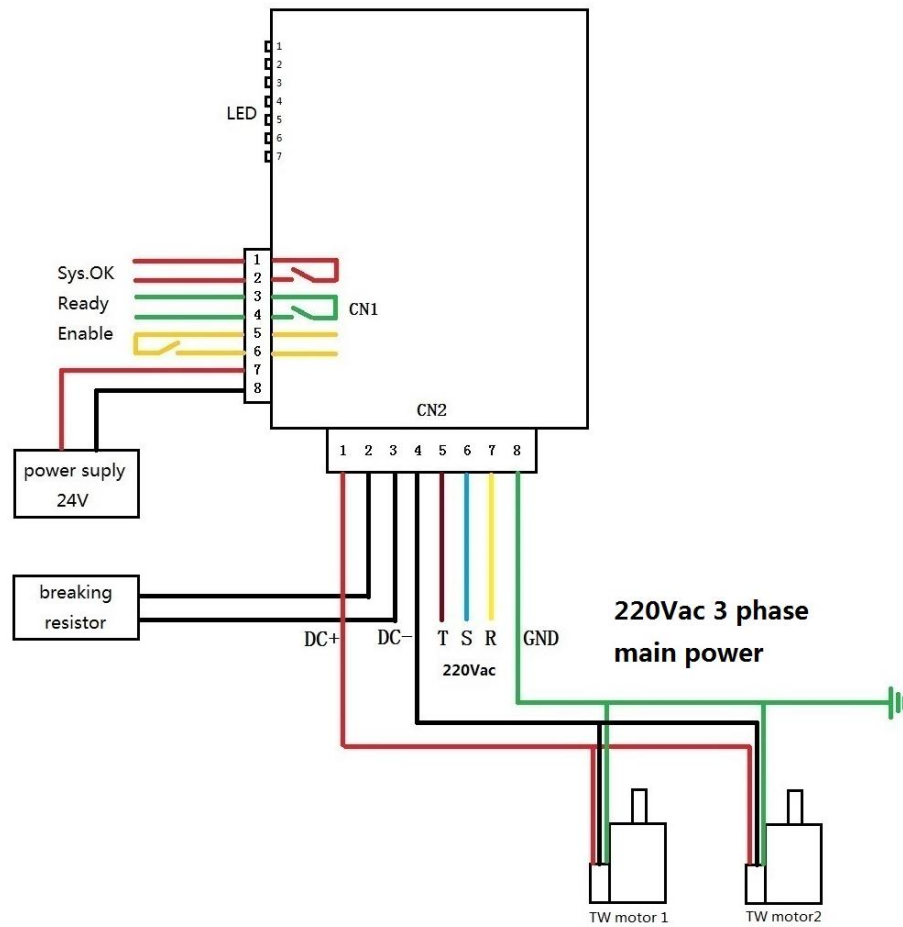 1
2
3
4
LED
5
6
7
Sys.OK
Ready
Enable
1
2
3
4
5
6
7
8
CN1
CN2
1 2 3 4 5 6 7 8
power suply
24V
breaking
resistor
DC+ DC- T S R GND
220Vac
220Vac 3 phase
main power
TW motor 1
TW motor2